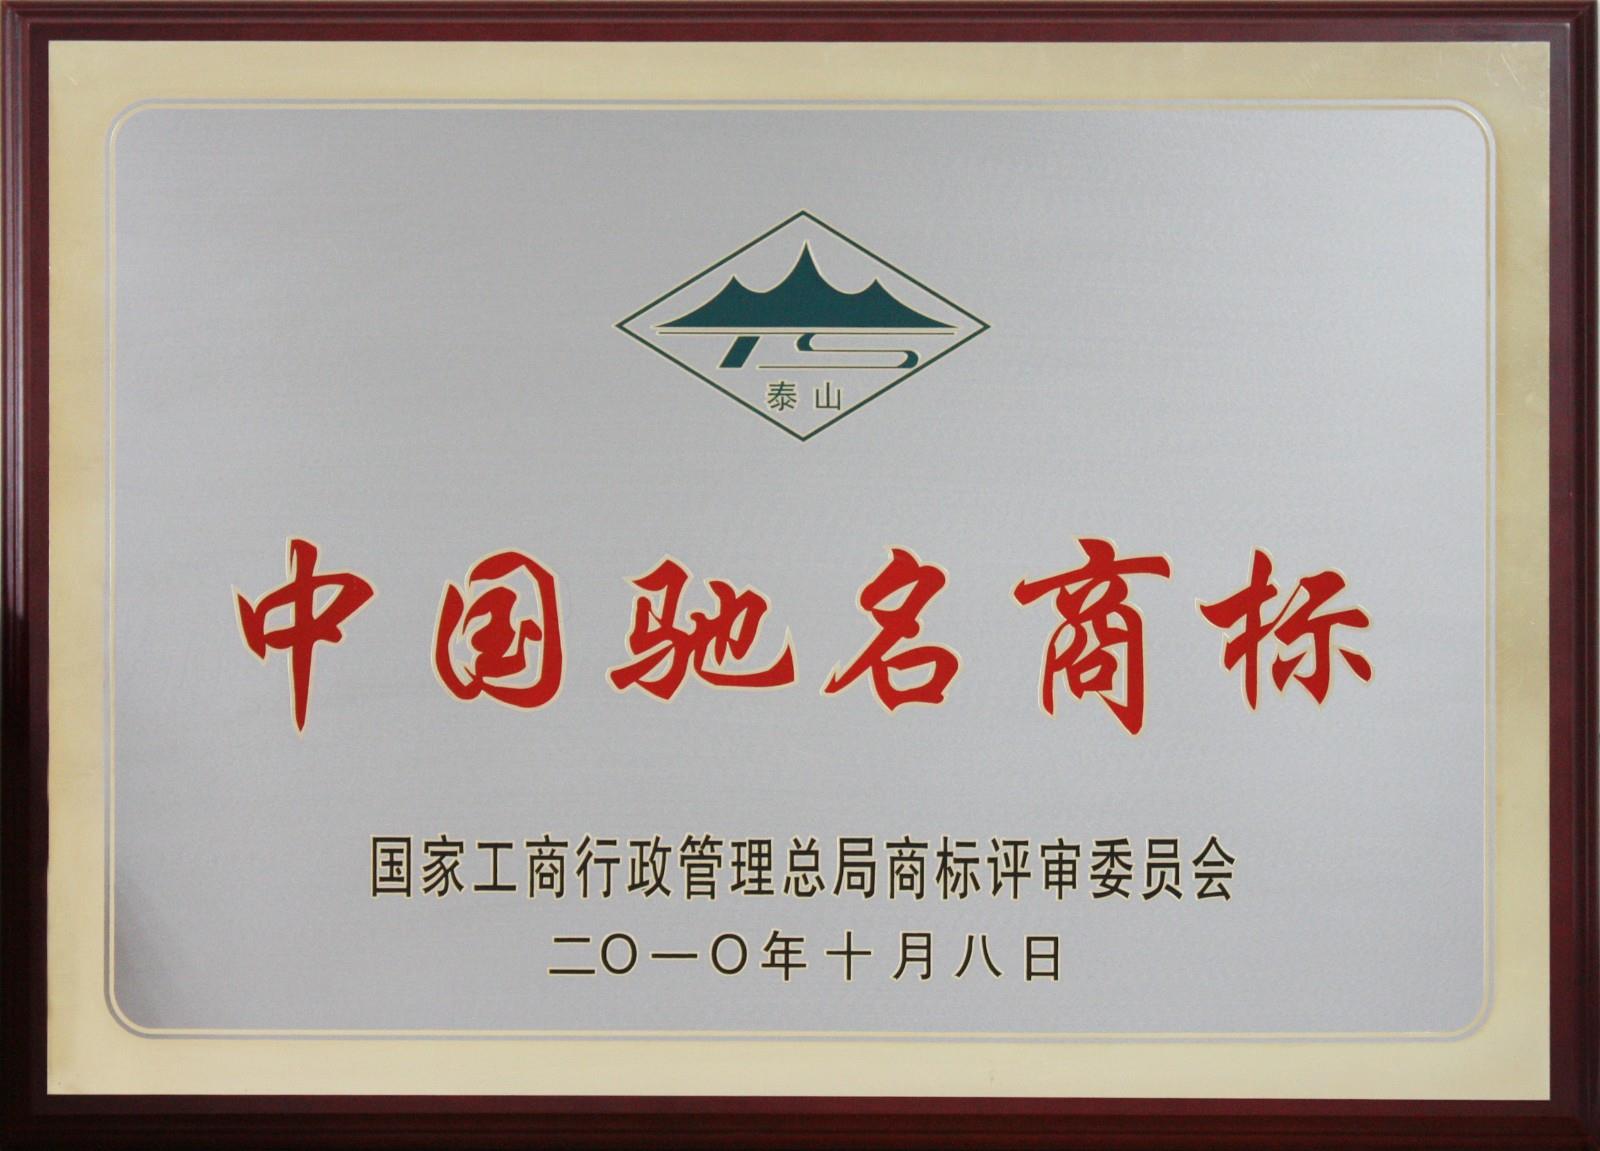 TS
泰山
中国驰名商标
国家工商行政管理总局商标评审委员会
二〇一〇年十月八日